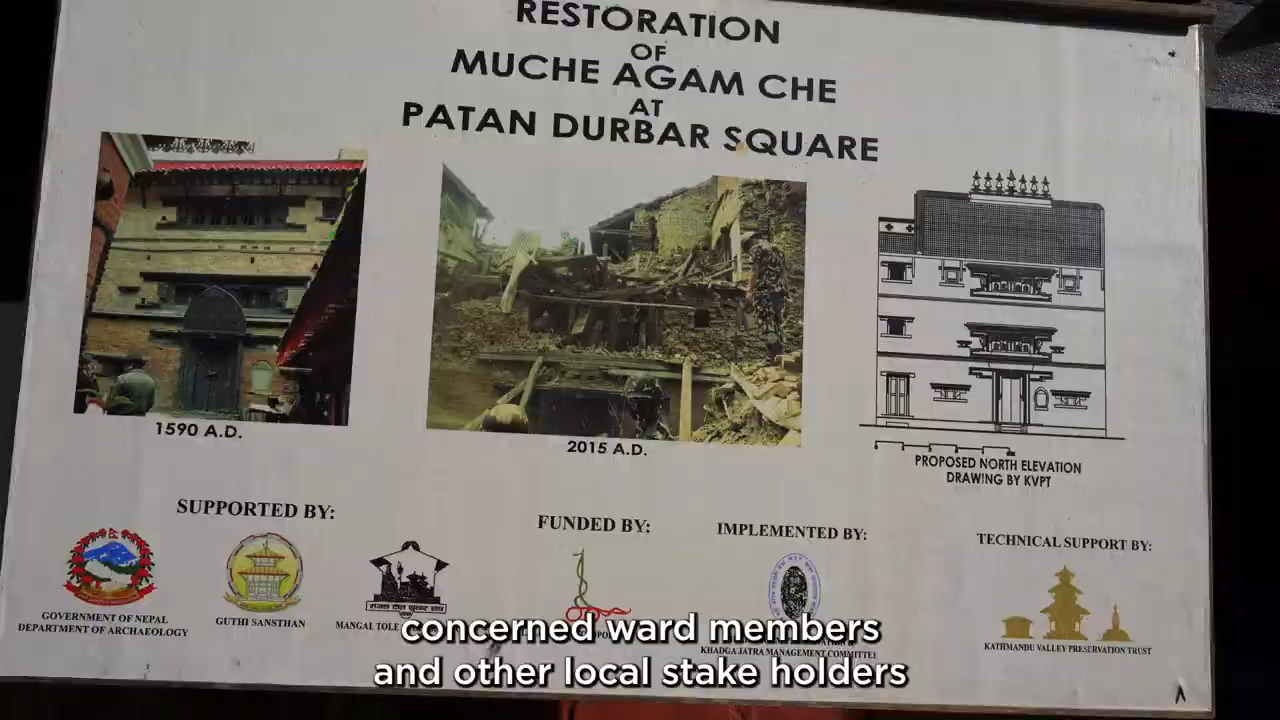 RESTORATION
OF
MUCHE AGAM CHE
AT
PATAN DURBAR SQUARE
1590 A.D.
2015 A.D.
PROPOSED NORTH ELEVATION
DRAWING BY KVPT
SUPPORTED BY:
FUNDED BY:
IMPLEMENTED BY:
TECHNICAL SUPPORT BY:
GOVERNMENT OF NEPAL
DEPARTMENT OF ARCHAEOLOGY
GUTHI SANSTHAN
MANGAL TOLE
KHADGA JATRA MANAGEMENT COMMITTEE
KATHMANDU VALLEY PRESERVATION TRUST
concerned ward members
and other local stake holders